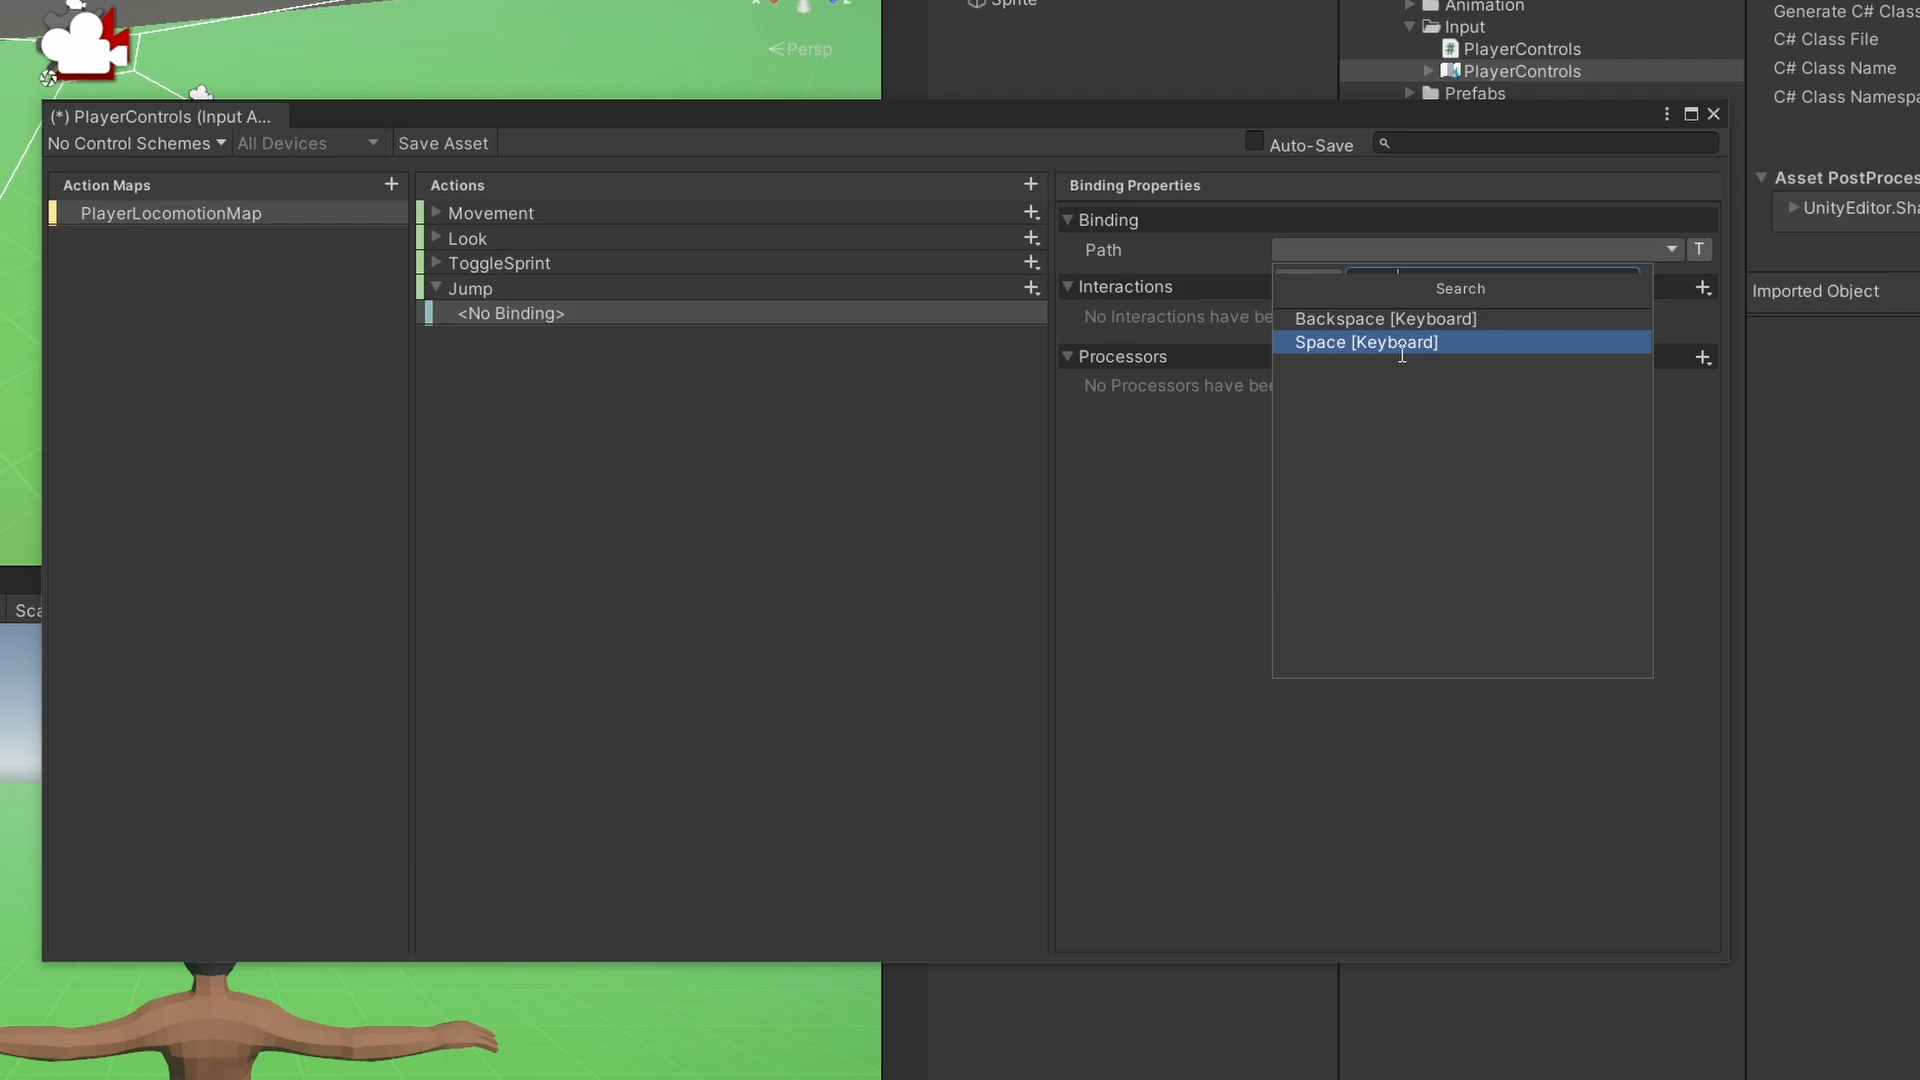 Sprite
Persp
Animation
Input
PlayerControls
PlayerControls
Prefabs
Generate C# Class
C# Class File
C# Class Name
C# Class Namespa
Asset PostProces
UnityEditor.Sha
Imported Object
(*) PlayerControls (Input A...
No Control Schemes
All Devices
Save Asset
Auto-Save
Action Maps
PlayerLocomotionMap
Actions
Movement
Look
ToggleSprint
Jump
<No Binding>
Binding Properties
Binding
Path
T
Interactions
No Interactions have be
Processors
No Processors have bee
Search
Backspace [Keyboard]
Space [Keyboard]
Sca